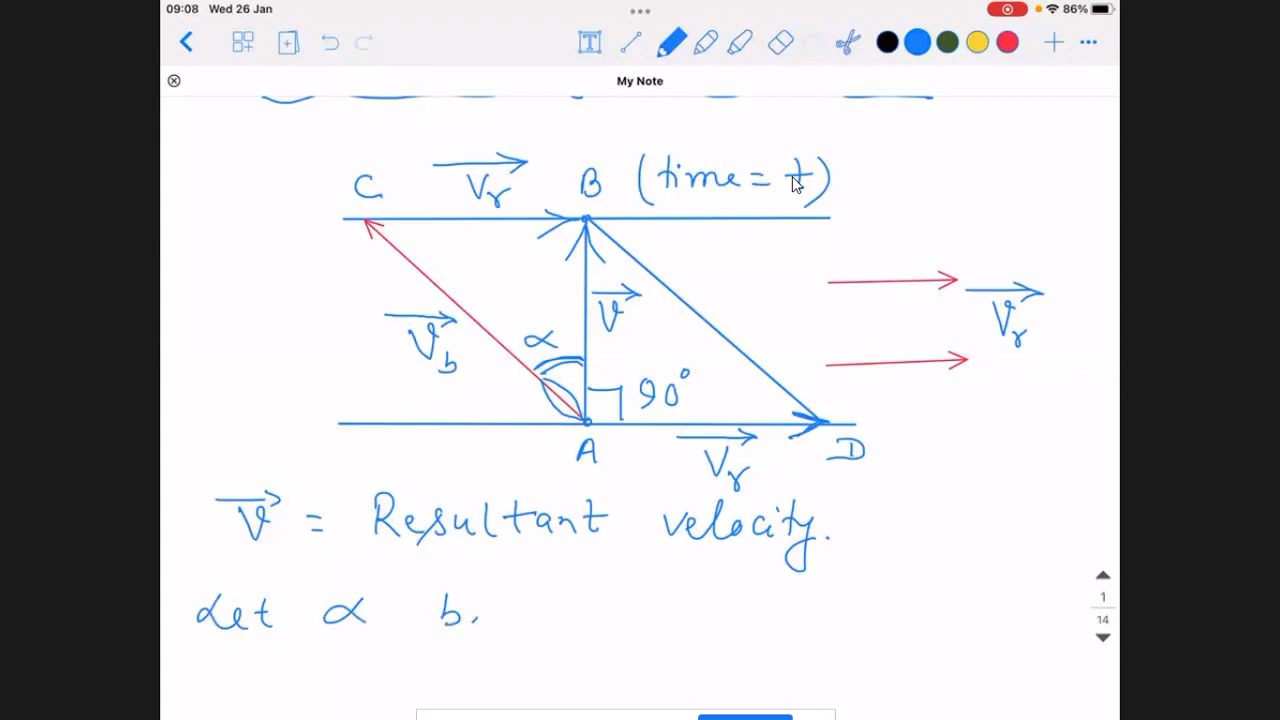 09:08 Wed 26 Jan
86%
T
My Note
C Vr B (time = t)
Vb α V Vr
90°
A Vr D
V = Resultant velocity.
Let α b.
1
14